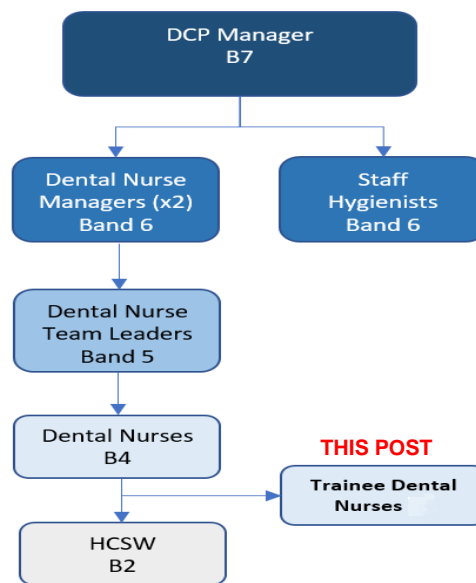 DCP Manager
B7
Dental Nurse
Managers (x2)
Band 6
Staff
Hygienists
Band 6
Dental Nurse
Team Leaders
Band 5
Dental Nurses
B4
THIS POST
Trainee Dental
Nurses
HCSW
B2